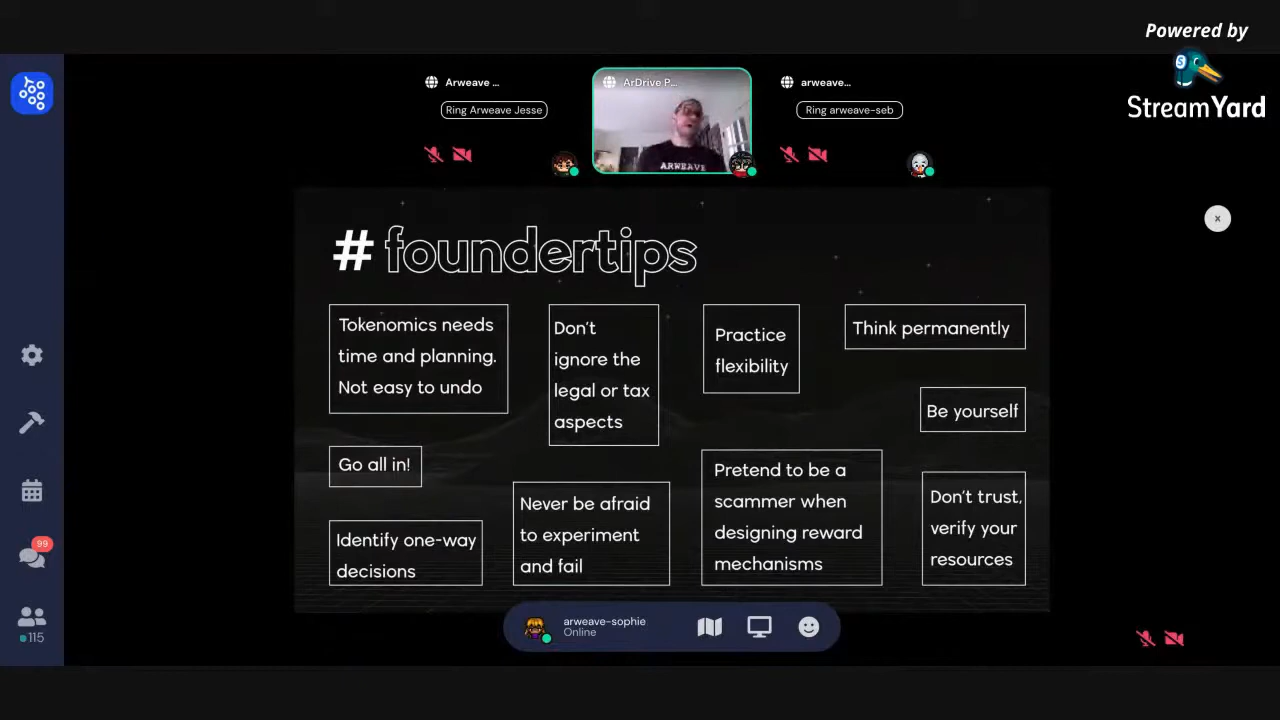 Powered by
StreamYard
Arweave ...
Ring Arweave Jesse
ArDrive P...
ARWEAVE
arweave...
Ring arweave-seb
# foundertips
Tokenomics needs
time and planning.
Not easy to undo
Don't
ignore the
legal or tax
aspects
Practice
flexibility
Think permanently
Be yourself
Go all in!
Identify one-way
decisions
Never be afraid
to experiment
and fail
Pretend to be a
scammer when
designing reward
mechanisms
Don't trust,
verify your
resources
99
115
arweave-sophie
Online